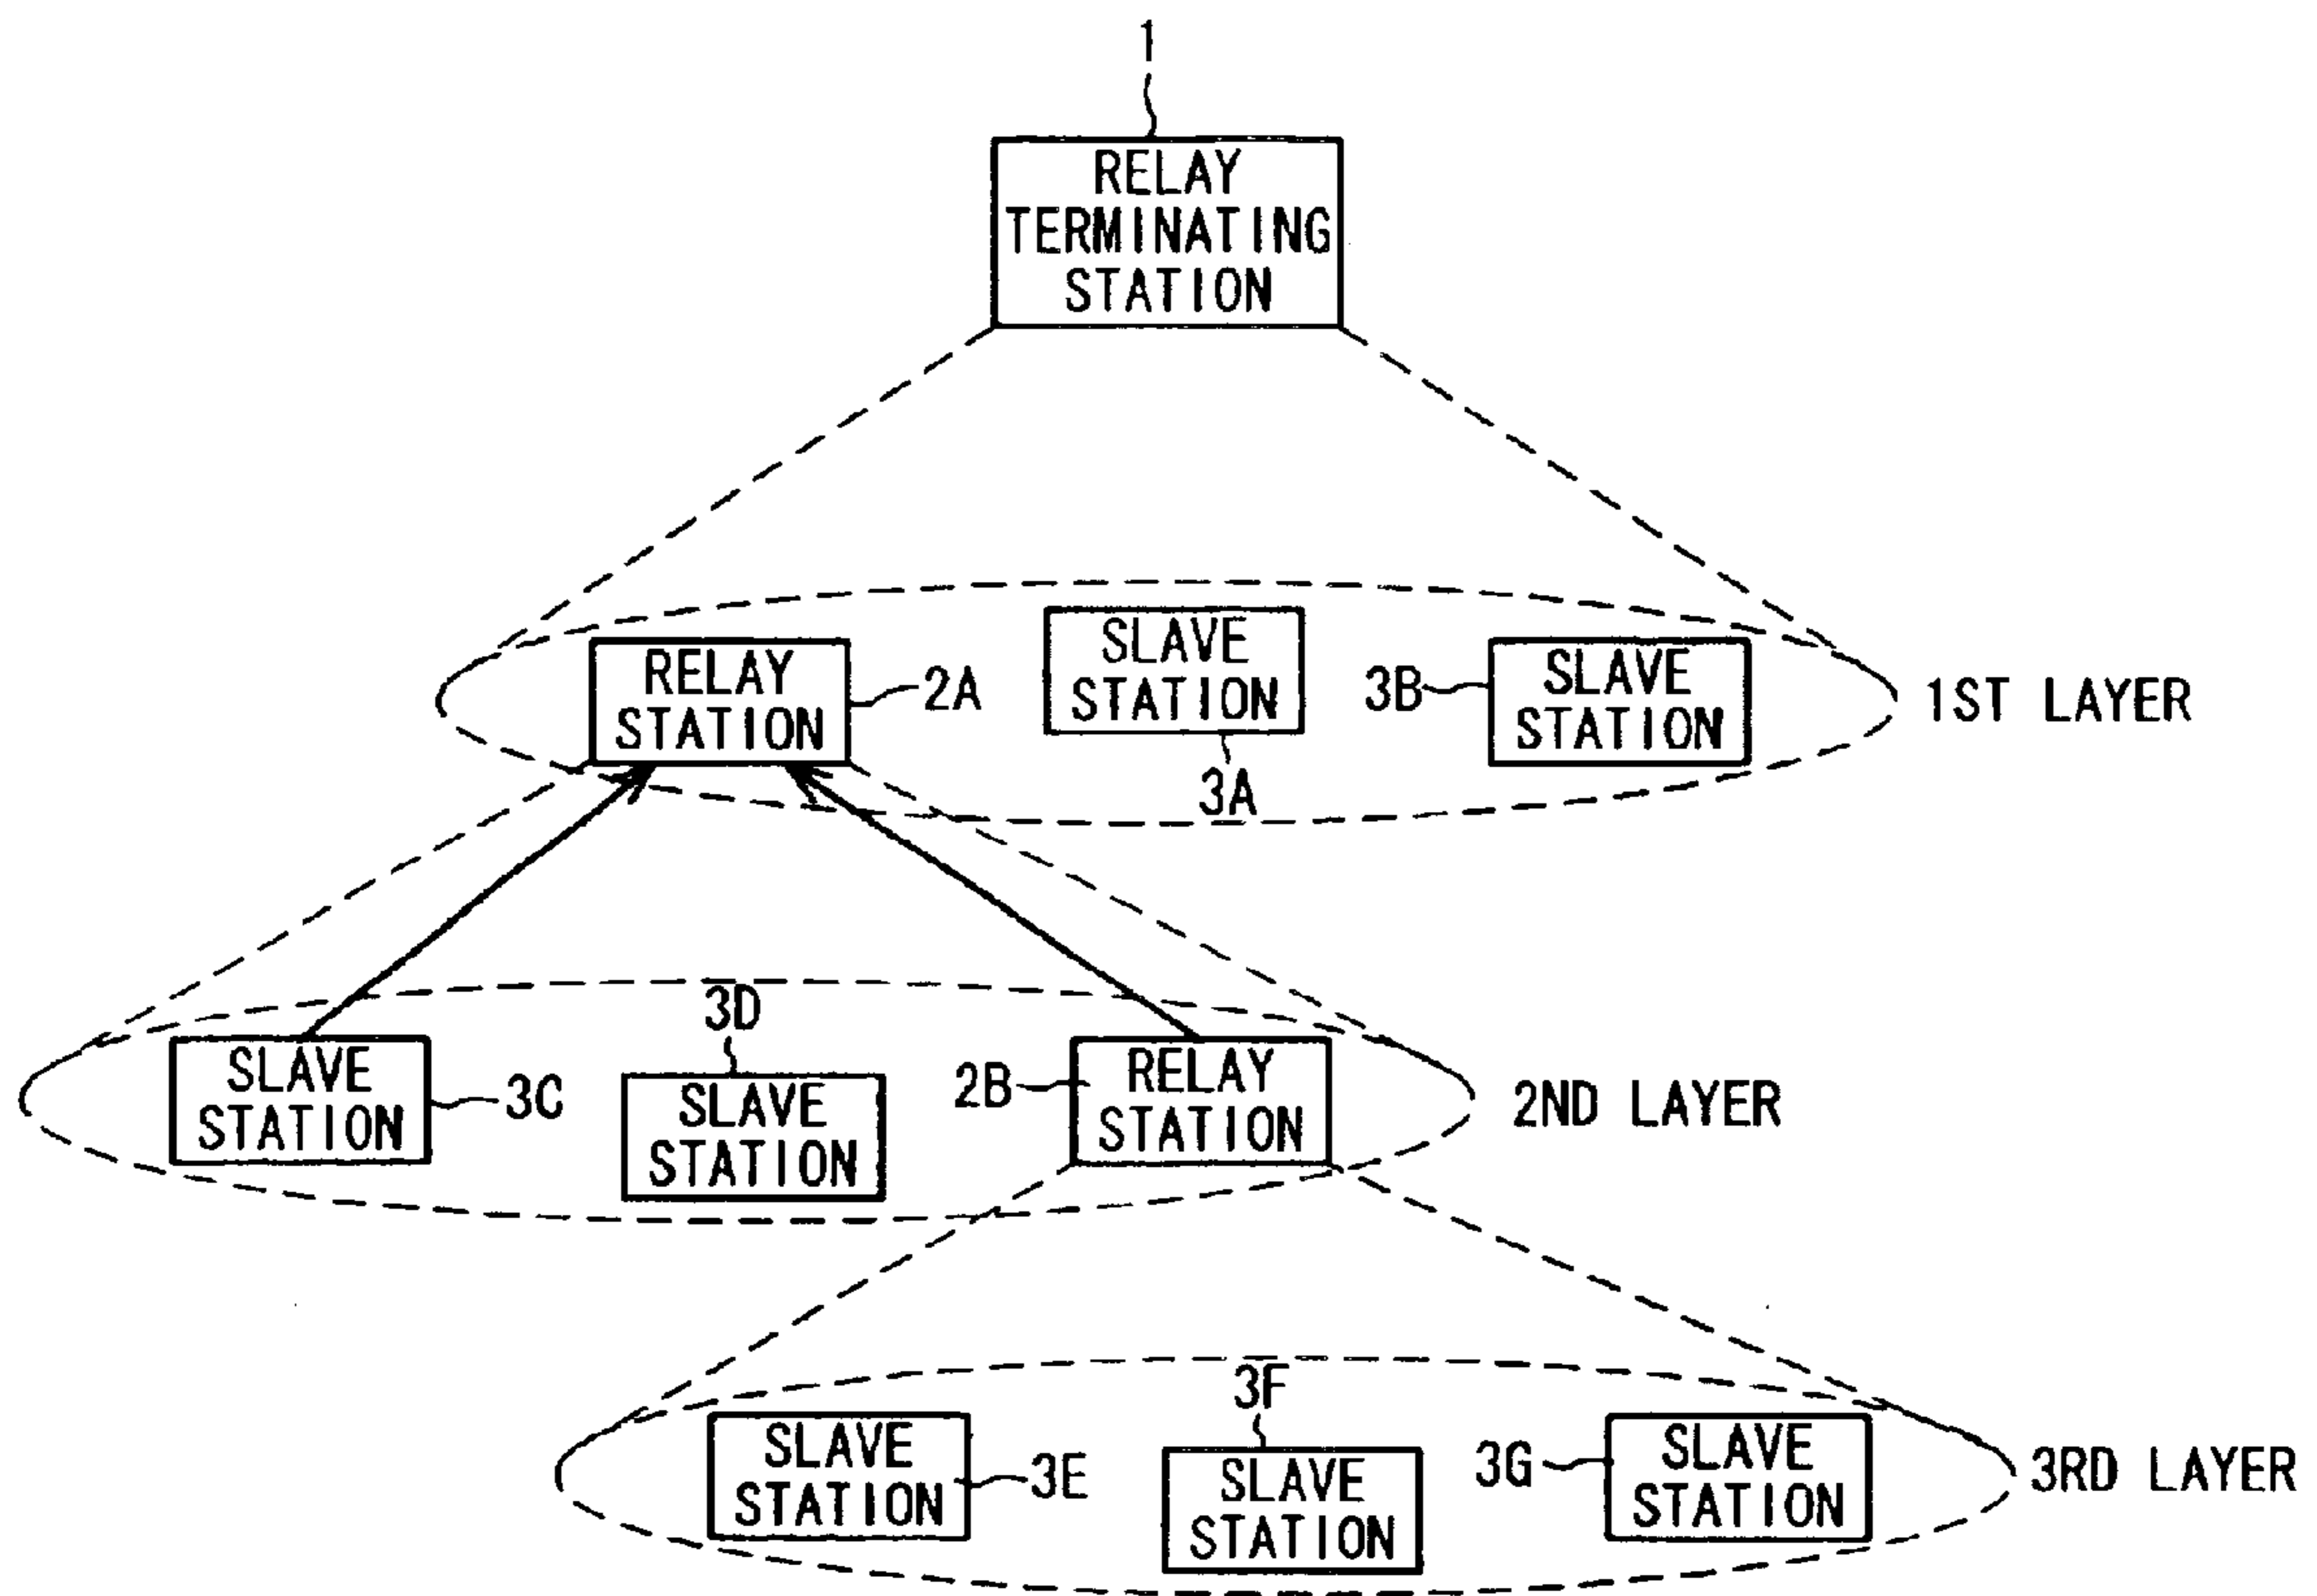 1
RELAY
TERMINATING
STATION
RELAY
STATION
2A
SLAVE
STATION
3A
3B
SLAVE
STATION
1ST LAYER
SLAVE
STATION
3C
3D
SLAVE
STATION
2B
RELAY
STATION
2ND LAYER
SLAVE
STATION
3E
3F
SLAVE
STATION
3G
SLAVE
STATION
3RD LAYER